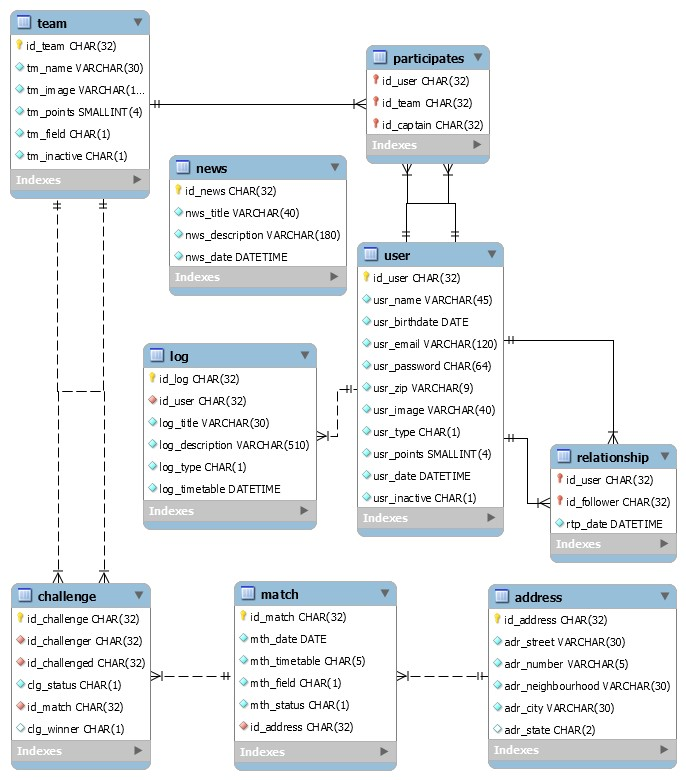 team
id_team CHAR(32)
tm_name VARCHAR(30)
tm_image VARCHAR(1...
tm_points SMALLINT(4)
tm_field CHAR(1)
tm_inactive CHAR(1)
Indexes
participates
id_user CHAR(32)
id_team CHAR(32)
id_captain CHAR(32)
Indexes
news
id_news CHAR(32)
nws_title VARCHAR(40)
nws_description VARCHAR(180)
nws_date DATETIME
Indexes
user
id_user CHAR(32)
usr_name VARCHAR(45)
usr_birthdate DATE
usr_email VARCHAR(120)
usr_password CHAR(64)
usr_zip VARCHAR(9)
usr_image VARCHAR(40)
usr_type CHAR(1)
usr_points SMALLINT(4)
usr_date DATETIME
usr_inactive CHAR(1)
Indexes
log
id_log CHAR(32)
id_user CHAR(32)
log_title VARCHAR(30)
log_description VARCHAR(510)
log_type CHAR(1)
log_timetable DATETIME
Indexes
relationship
id_user CHAR(32)
id_follower CHAR(32)
rtp_date DATETIME
Indexes
challenge
id_challenge CHAR(32)
id_challenger CHAR(32)
id_challenged CHAR(32)
clg_status CHAR(1)
id_match CHAR(32)
clg_winner CHAR(1)
Indexes
match
id_match CHAR(32)
mth_date DATE
mth_timetable CHAR(5)
mth_field CHAR(1)
mth_status CHAR(1)
id_address CHAR(32)
Indexes
address
id_address CHAR(32)
adr_street VARCHAR(30)
adr_number VARCHAR(5)
adr_neighbourhood VARCHAR(30)
adr_city VARCHAR(30)
adr_state CHAR(2)
Indexes